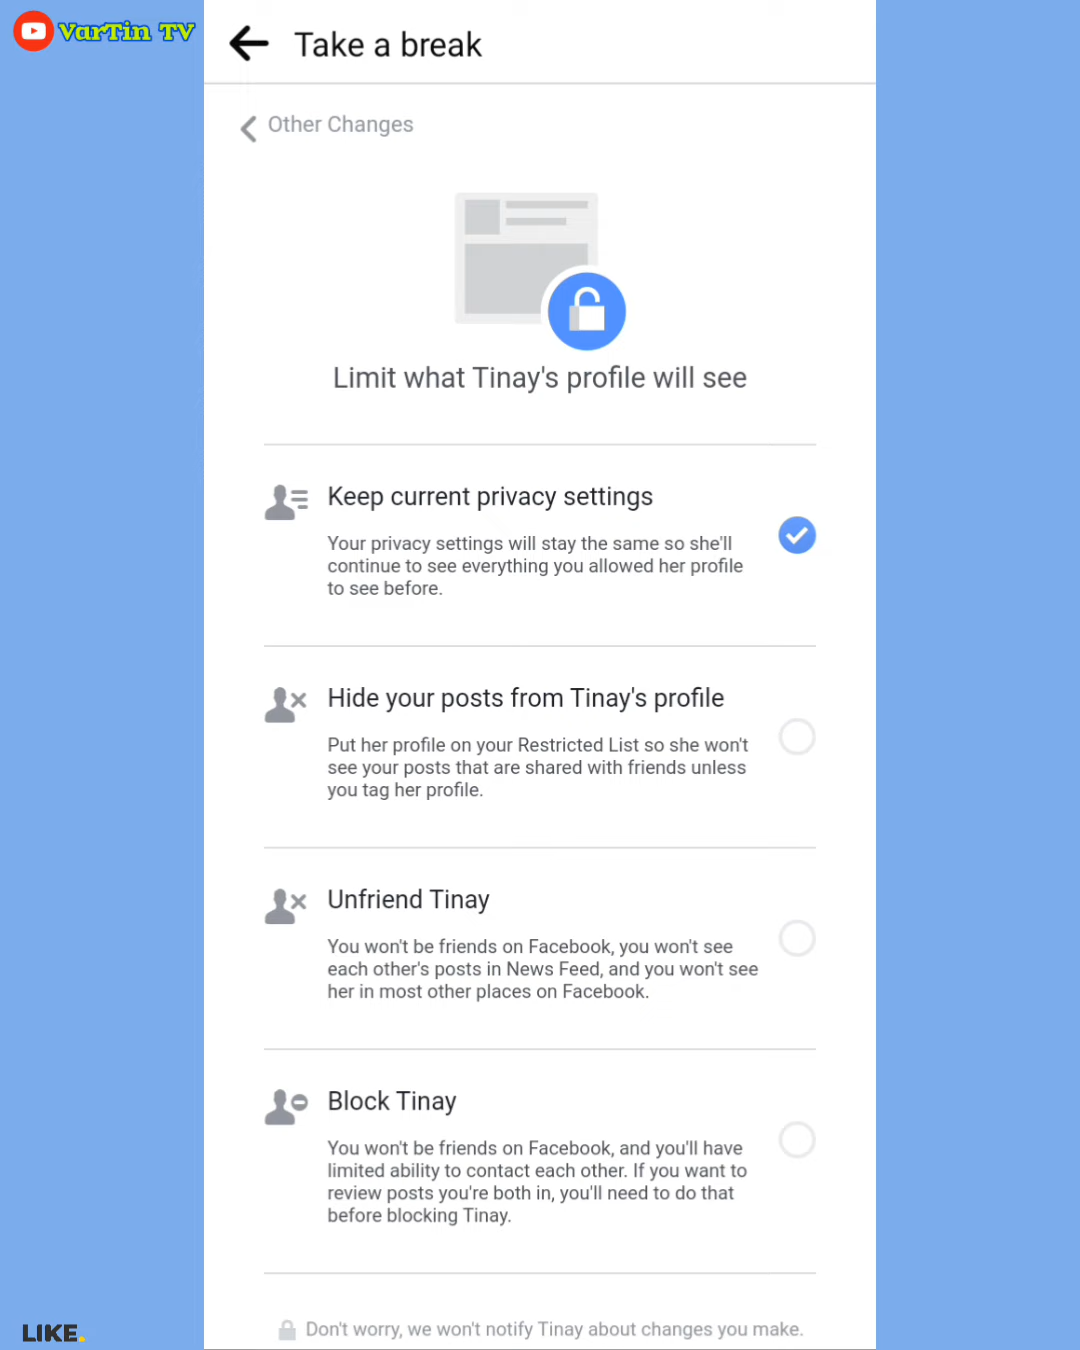 VarTin TV
Take a break
Other Changes
Limit what Tinay's profile will see
Keep current privacy settings
Your privacy settings will stay the same so she'll
continue to see everything you allowed her profile
to see before.
Hide your posts from Tinay's profile
Put her profile on your Restricted List so she won't
see your posts that are shared with friends unless
you tag her profile.
Unfriend Tinay
You won't be friends on Facebook, you won't see
each other's posts in News Feed, and you won't see
her in most other places on Facebook.
Block Tinay
You won't be friends on Facebook, and you'll have
limited ability to contact each other. If you want to
review posts you're both in, you'll need to do that
before blocking Tinay.
Don't worry, we won't notify Tinay about changes you make.
LIKE.